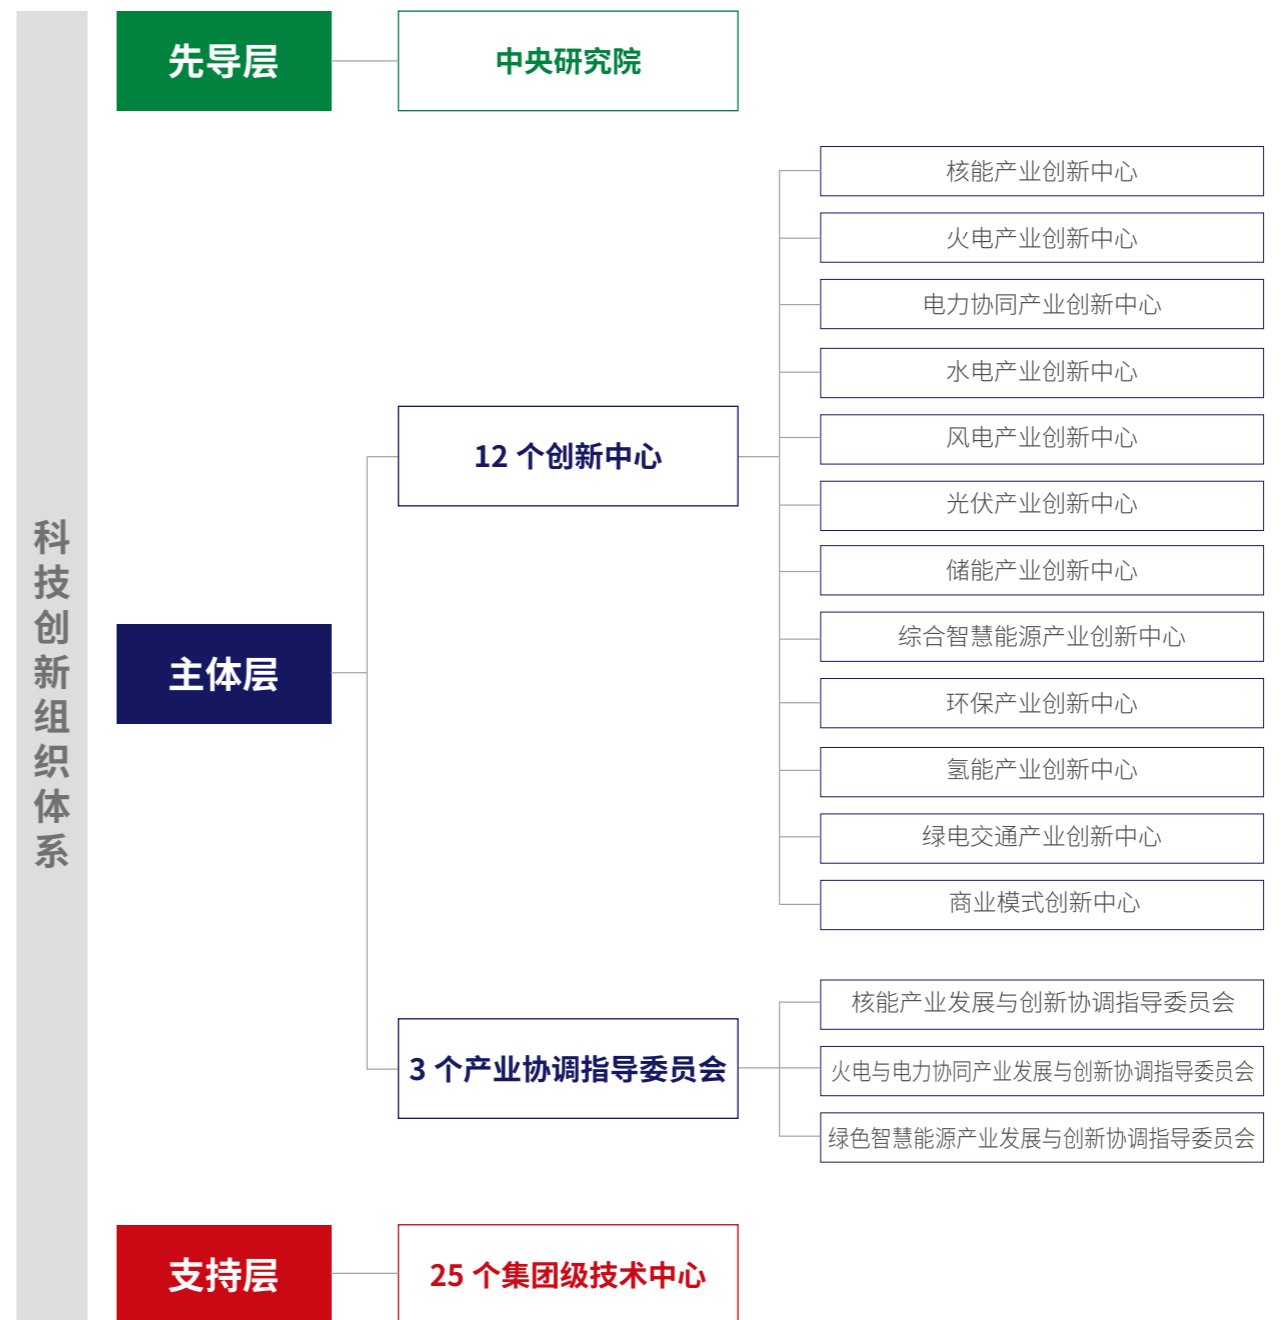 科技创新组织体系
先导层
中央研究院
主体层
12 个创新中心
核能产业创新中心
火电产业创新中心
电力协同产业创新中心
水电产业创新中心
风电产业创新中心
光伏产业创新中心
储能产业创新中心
综合智慧能源产业创新中心
环保产业创新中心
氢能产业创新中心
绿电交通产业创新中心
商业模式创新中心
3 个产业协调指导委员会
核能产业发展与创新协调指导委员会
火电与电力协同产业发展与创新协调指导委员会
绿色智慧能源产业发展与创新协调指导委员会
支持层
25 个集团级技术中心